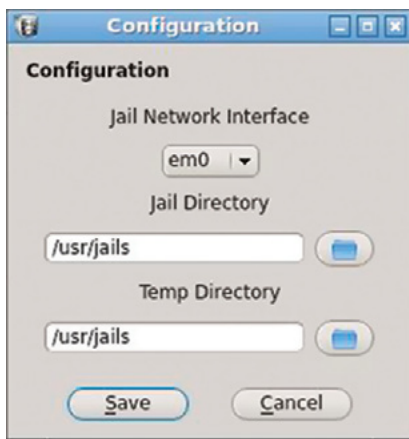 Configuration
Configuration
Jail Network Interface
em0
Jail Directory
/usr/jails
Temp Directory
/usr/jails
Save Cancel